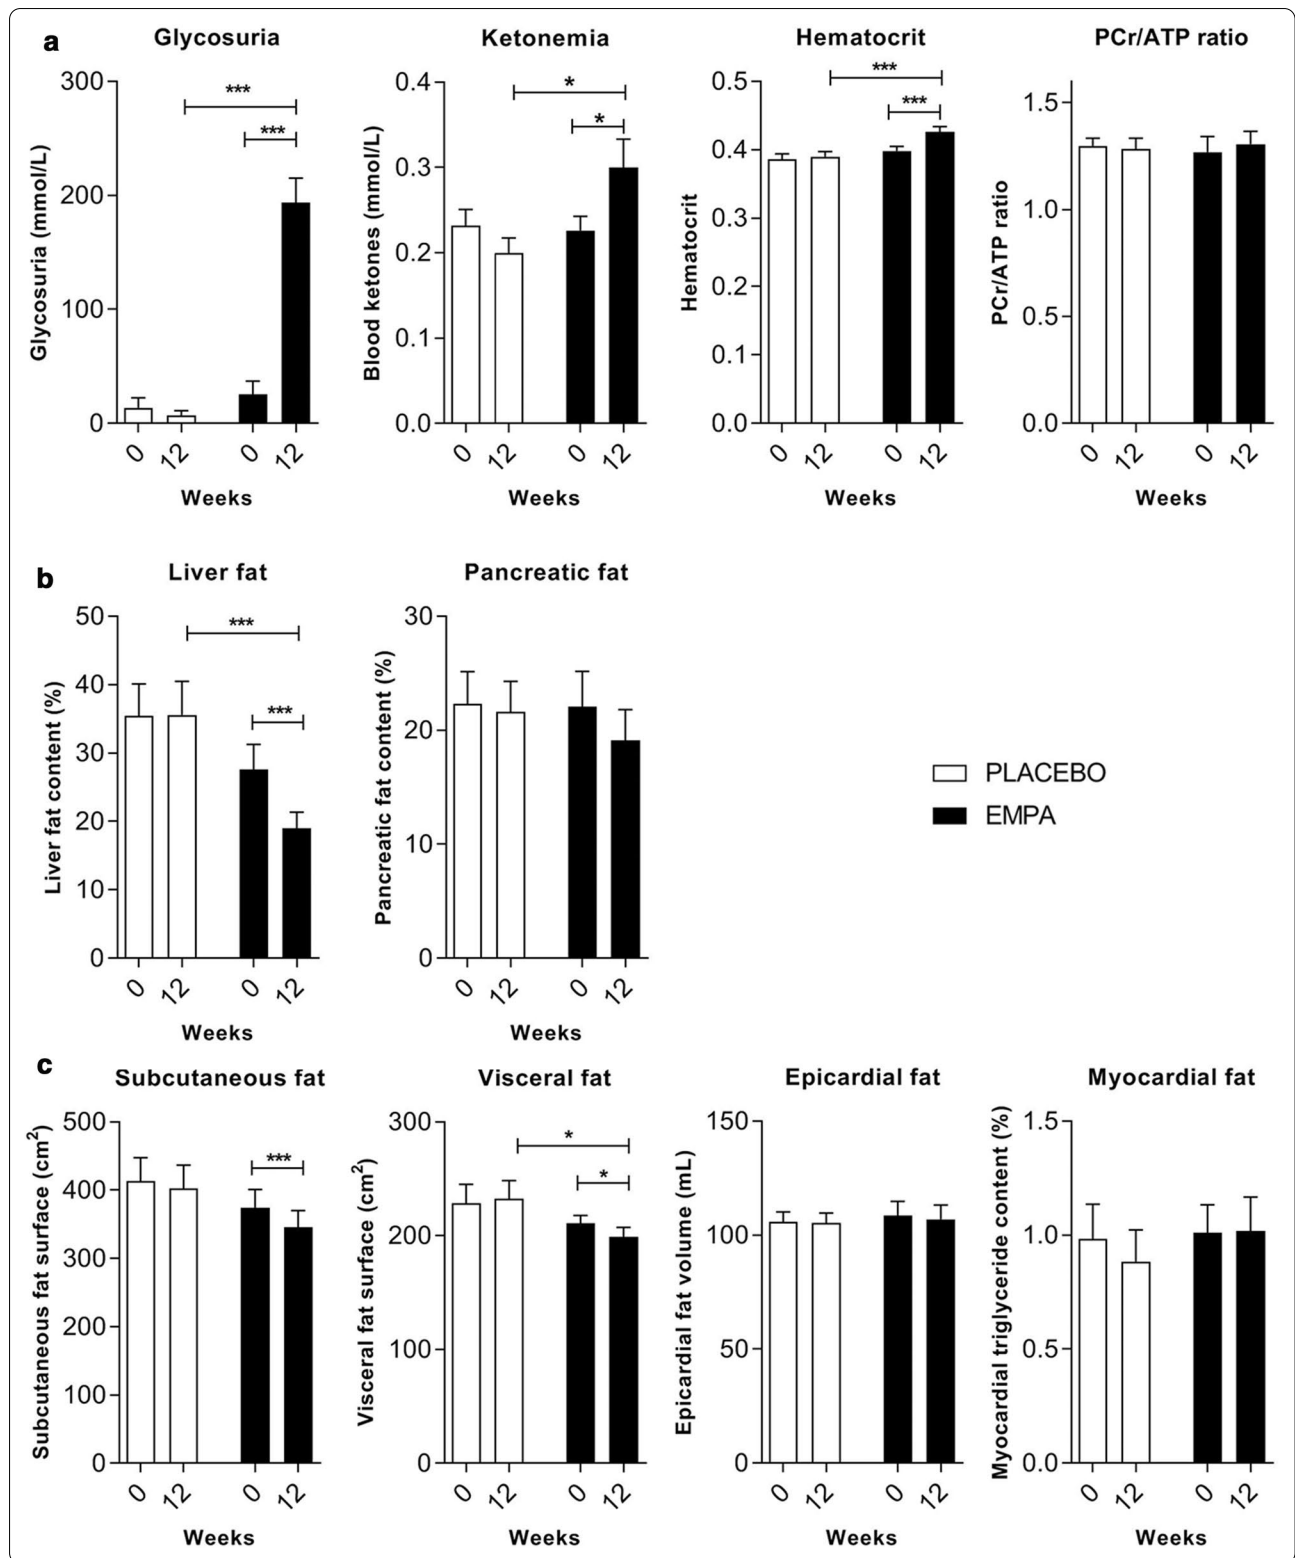 a
Glycosuria
Glycosuria (mmol/L)
300
200
100
0
***
***
0 12 0 12
Weeks
Ketonemia
Blood ketones (mmol/L)
0.4
0.3
0.2
0.1
0.0
*
*
0 12 0 12
Weeks
Hematocrit
Hematocrit
0.5
0.4
0.3
0.2
0.1
0.0
***
***
0 12 0 12
Weeks
PCr/ATP ratio
PCr/ATP ratio
1.5
1.0
0.5
0.0
0 12 0 12
Weeks
b
Liver fat
Liver fat content (%)
50
40
30
20
10
0
***
***
0 12 0 12
Weeks
Pancreatic fat
Pancreatic fat content (%)
30
20
10
0
0 12 0 12
Weeks
PLACEBO
EMPA
c
Subcutaneous fat
Subcutaneous fat surface (cm²)
500
400
300
200
100
0
***
0 12 0 12
Weeks
Visceral fat
Visceral fat surface (cm²)
300
200
100
0
*
*
0 12 0 12
Weeks
Epicardial fat
Epicardial fat volume (mL)
150
100
50
0
0 12 0 12
Weeks
Myocardial fat
Myocardial triglyceride content (%)
1.5
1.0
0.5
0.0
0 12 0 12
Weeks